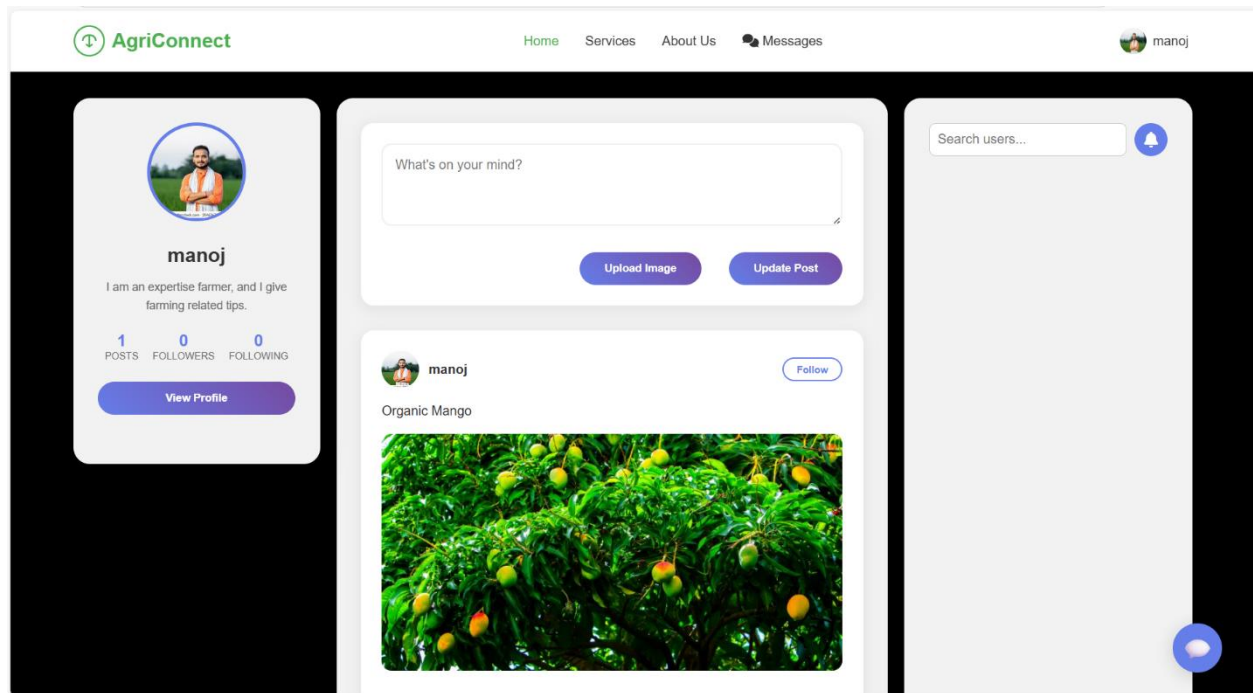 AgriConnect
Home Services About Us Messages
manoj
manoj
I am an expertise farmer, and I give
farming related tips.
1 0 0
POSTS FOLLOWERS FOLLOWING
View Profile
What's on your mind?
Upload Image Update Post
manoj
Follow
Organic Mango
Search users...